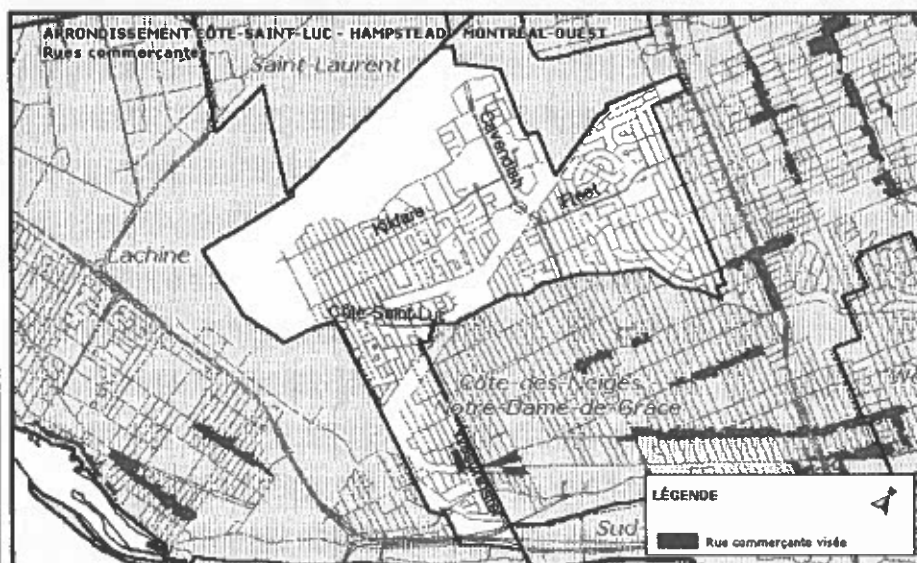 ARRONDISSEMENT CÔTE-SAINT-LUC - HAMPSTEAD - MONTRÉAL-OUEST
Rues commerçantes
Saint-Laurent
Cavendish
Fleet
Kildare
Lachine
Côte-Saint-Luc
Côte-des-Neiges
Notre-Dame-de-Grâce
Sud-
LÉGENDE
Rue commerçante visée